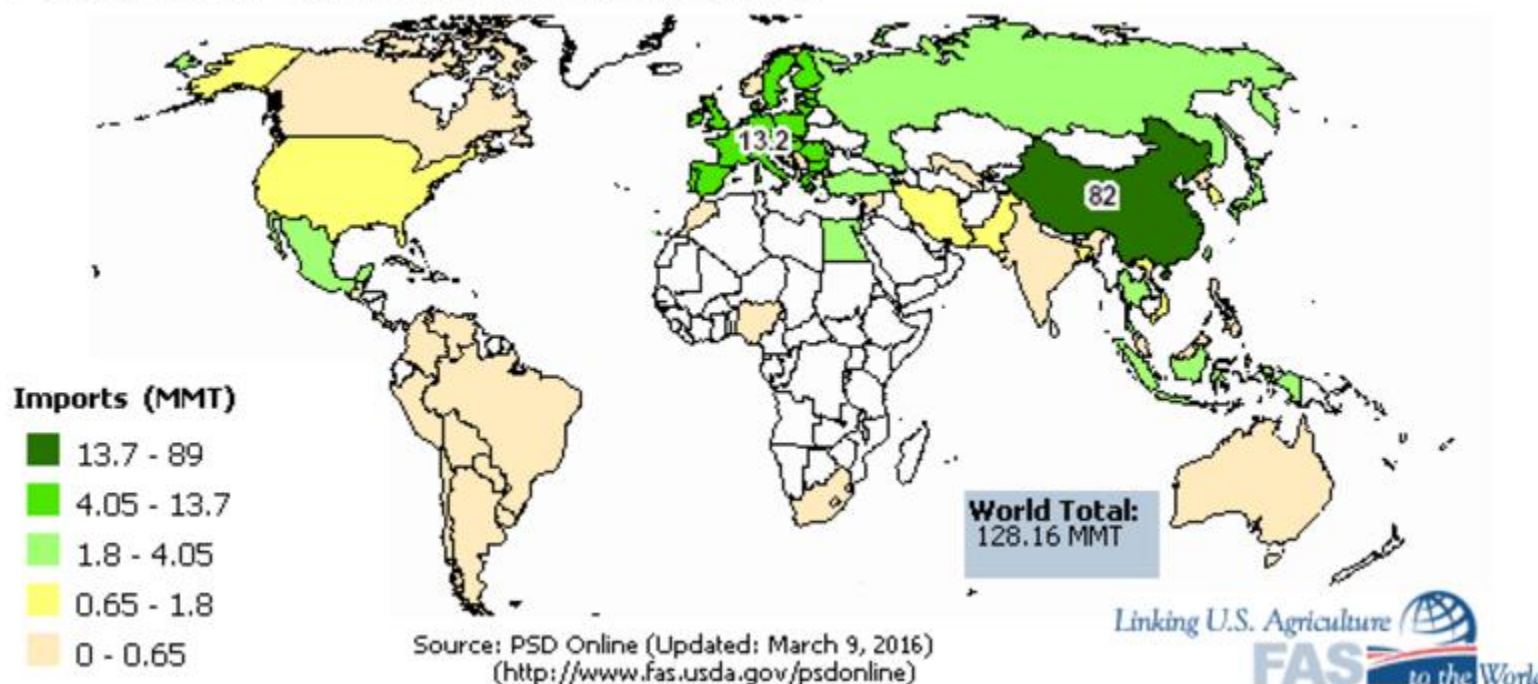 13.2
82
Imports (MMT)
13.7 - 89
4.05 - 13.7
1.8 - 4.05
0.65 - 1.8
0 - 0.65
World Total:
128.16 MMT
Source: PSD Online (Updated: March 9, 2016)
(http://www.fas.usda.gov/psdonline)
Linking U.S. Agriculture
FAS
to the World